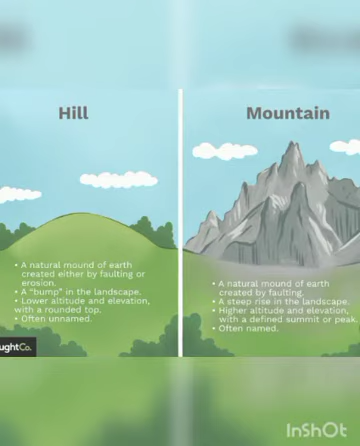 Hill
• A natural mound of earth
created either by faulting or
erosion.
• A "bump" in the landscape.
• Lower altitude and elevation,
with a rounded top.
• Often unnamed.
Mountain
• A natural mound of earth
created by faulting.
• A steep rise in the landscape.
• Higher altitude and elevation,
with a defined summit or peak.
• Often named.
ughtCo.
InShOt